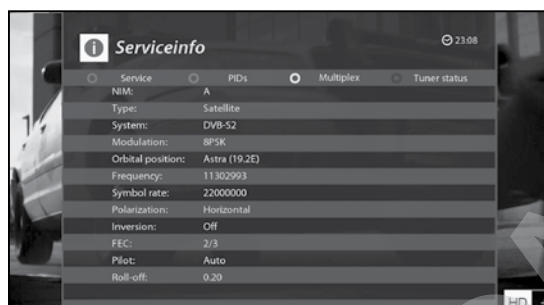 i Serviceinfo 23:08
Service PIDs Multiplex Tuner status
NIM: A
Type: Satellite
System: DVB-S2
Modulation: 8PSK
Orbital position: Astra (19.2E)
Frequency: 11302993
Symbol rate: 22000000
Polarization: Horizontal
Inversion: Off
FEC: 2/3
Pilot: Auto
Roll-off: 0.20
HD